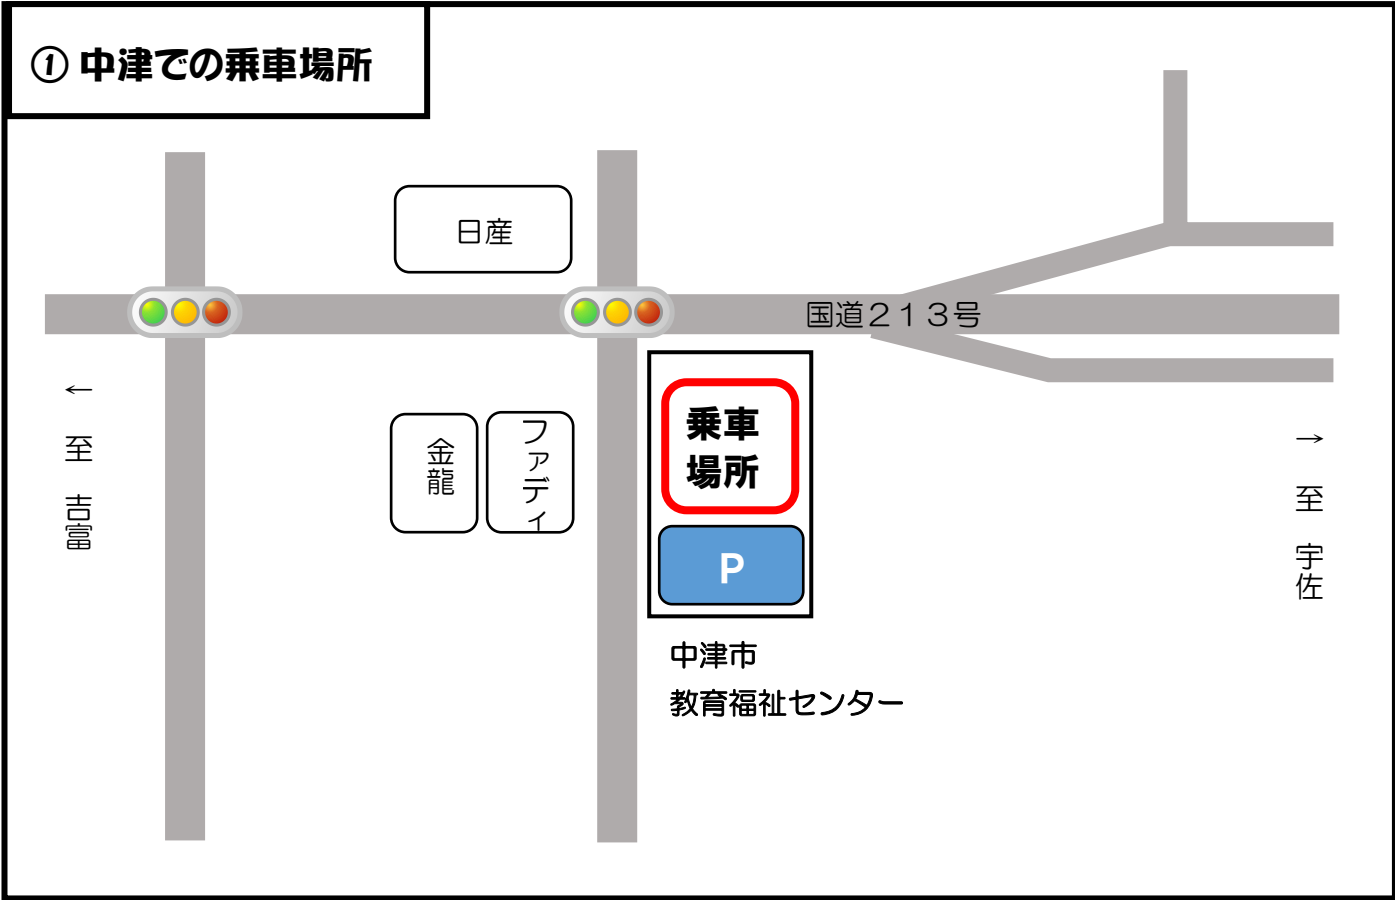 ① 中津での乗車場所
日産
国道213号
←
至
吉富
金龍
ファディ
乗車
場所
P
→
至
宇佐
中津市
教育福祉センター